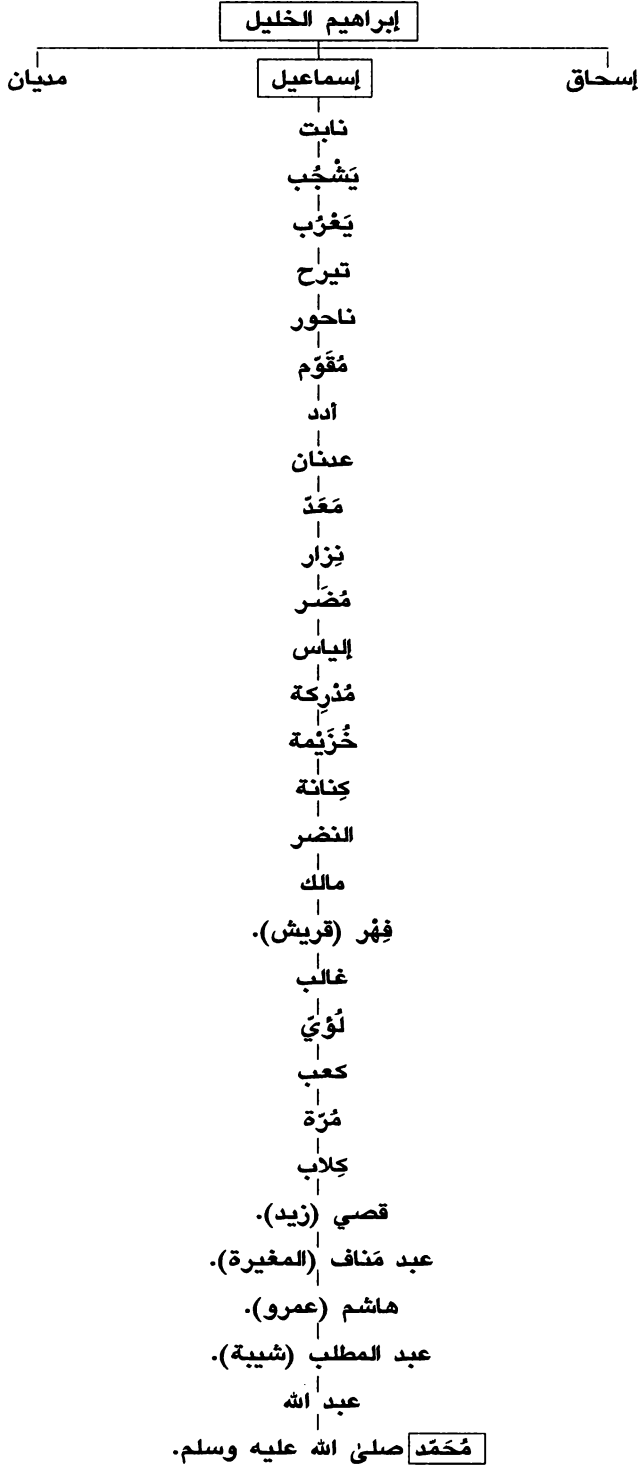 إبراهيم الخليل
إسحاق إسماعيل مديان
نابت
يَشْجُب
يَعْرُب
تيرح
ناحور
مُقَوّم
أدد
عدنان
مَعَدّ
نِزار
مُضَر
إلياس
مُدْرِكة
خُزَيْمة
كِنانة
النضر
مالك
فِهْر (قريش).
غالب
لُؤيّ
كعب
مُرّة
كِلاب
قصي (زيد).
عبد مَناف (المغيرة).
هاشم (عمرو).
عبد المطلب (شيبة).
عبد الله
مُحَمّد صلىٰ الله عليه وسلم.